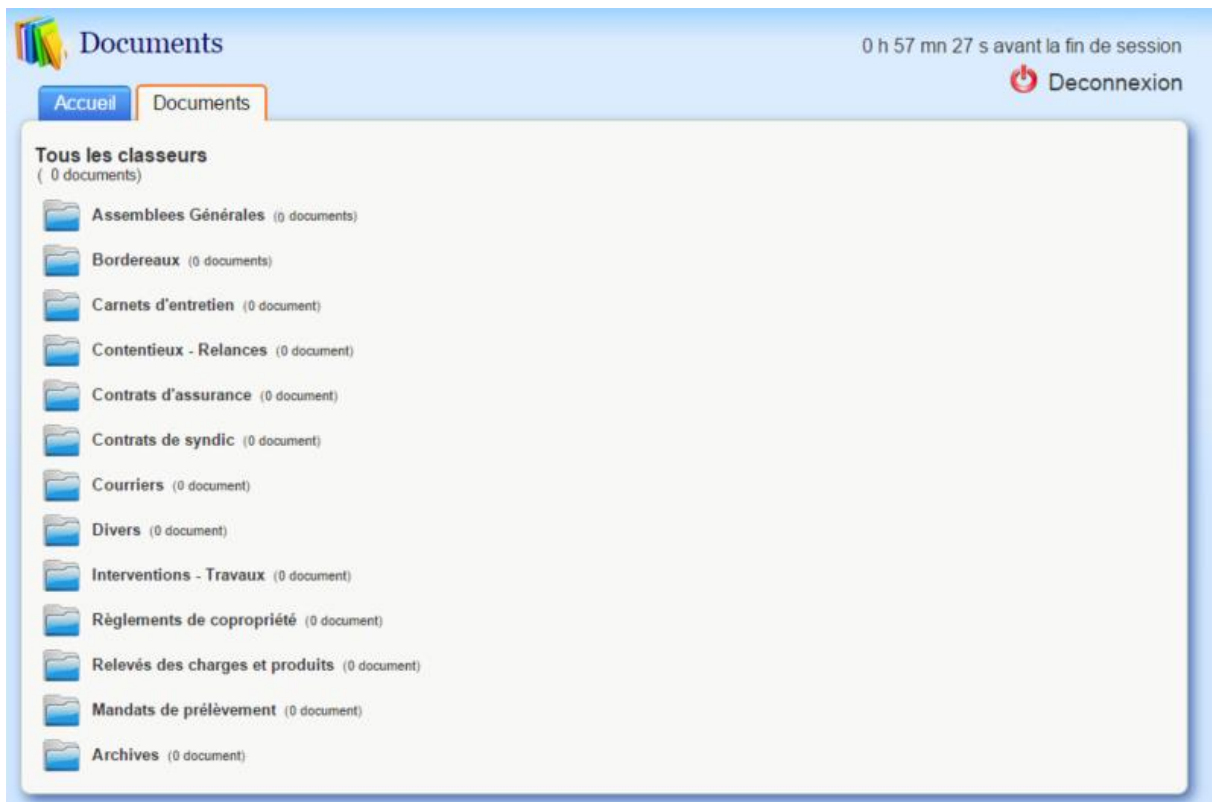 Documents
0 h 57 mn 27 s avant la fin de session
Deconnexion
Accueil
Documents
Tous les classeurs
( 0 documents)
Assemblees Générales (0 documents)
Bordereaux (0 documents)
Carnets d'entretien (0 document)
Contentieux - Relances (0 document)
Contrats d'assurance (0 document)
Contrats de syndic (0 document)
Courriers (0 document)
Divers (0 document)
Interventions - Travaux (0 document)
Règlements de copropriété (0 document)
Relevés des charges et produits (0 document)
Mandats de prélèvement (0 document)
Archives (0 document)